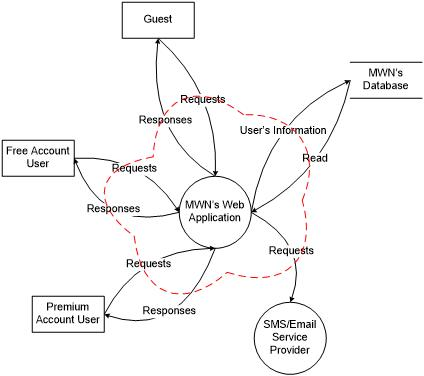 Guest
Requests
Responses
MWN's
Database
User's Information
Read
Free Account
User
Requests
Responses
MWN's Web
Application
Requests
Requests
Responses
Premium
Account User
SMS/Email
Service
Provider